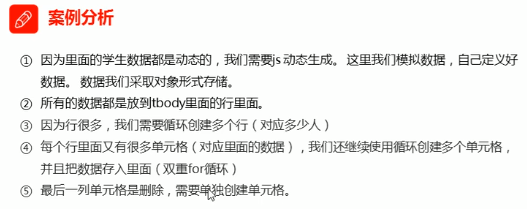 案例分析
① 因为里面的学生数据都是动态的，我们需要js 动态生成。 这里我们模拟数据，自己定义好
数据。 数据我们采取对象形式存储。
② 所有的数据都是放到tbody里面的行里面。
③ 因为行很多，我们需要循环创建多个行（对应多少人）
④ 每个行里面又有很多单元格（对应里面的数据），我们还继续使用循环创建多个单元格，
并且把数据存入里面（双重for循环）
⑤ 最后一列单元格是删除，需要单独创建单元格。